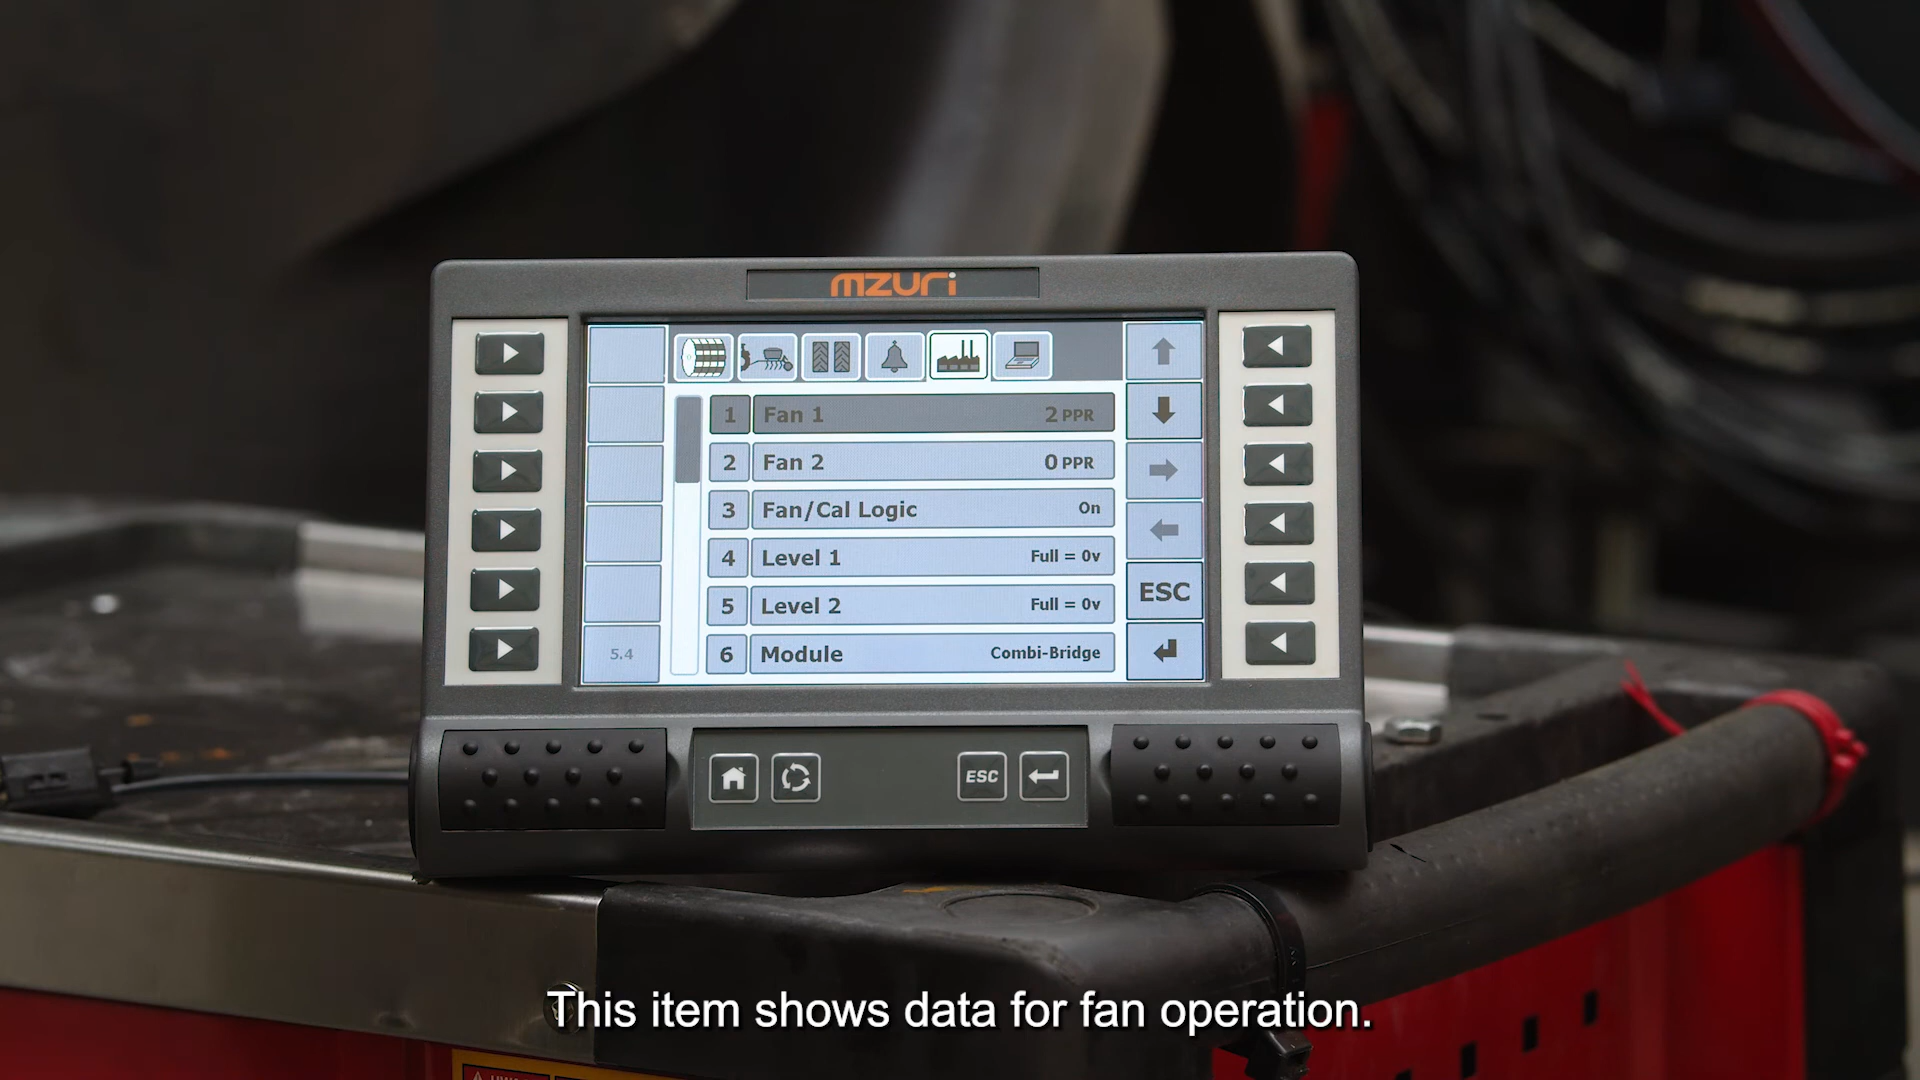 mzuri
1 Fan 1 2 PPR
2 Fan 2 0 PPR
3 Fan/Cal Logic On
4 Level 1 Full = 0v
5 Level 2 Full = 0v
ESC
5.4 6 Module Combi-Bridge
ESC
This item shows data for fan operation.